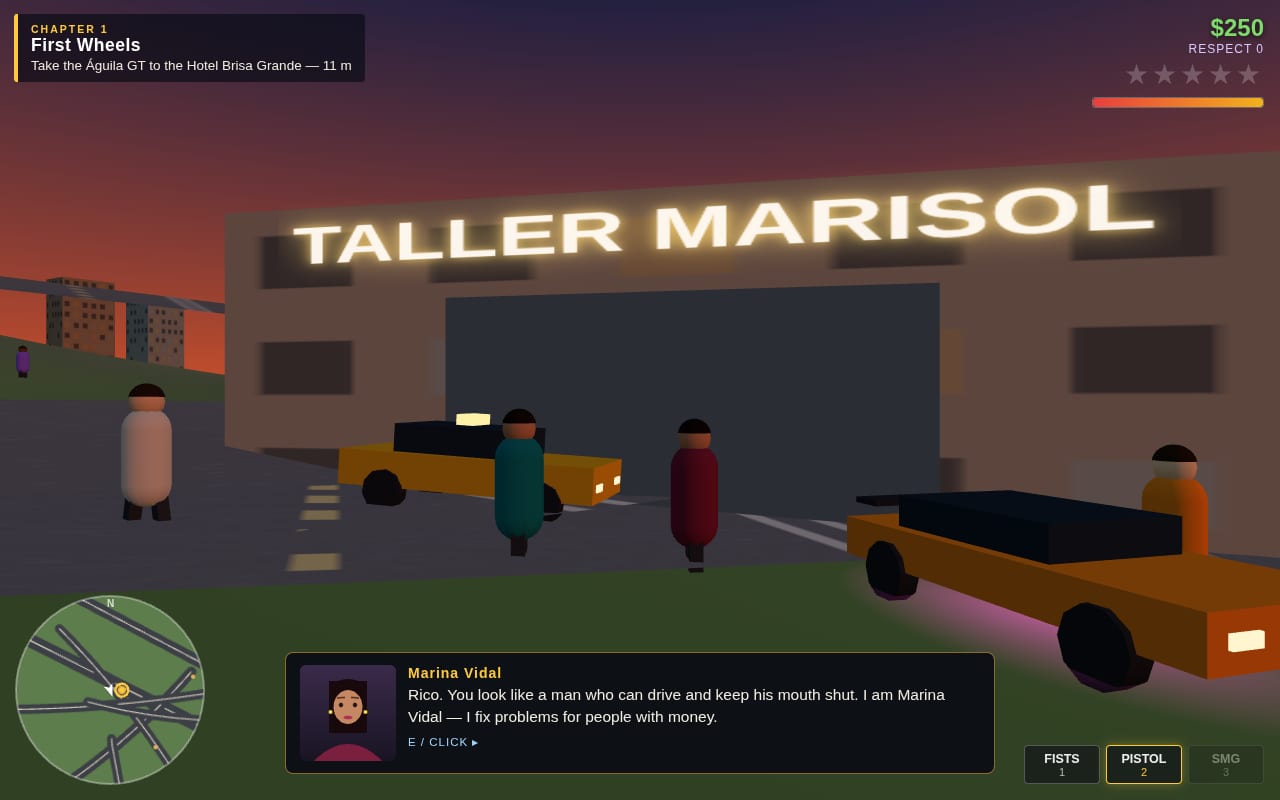 CHAPTER 1
First Wheels
Take the Águila GT to the Hotel Brisa Grande — 11 m
$250
RESPECT 0
TALLER MARISOL
N
Marina Vidal
Rico. You look like a man who can drive and keep his mouth shut. I am Marina
Vidal — I fix problems for people with money.
E / CLICK ▸
FISTS
1
PISTOL
2
SMG
3